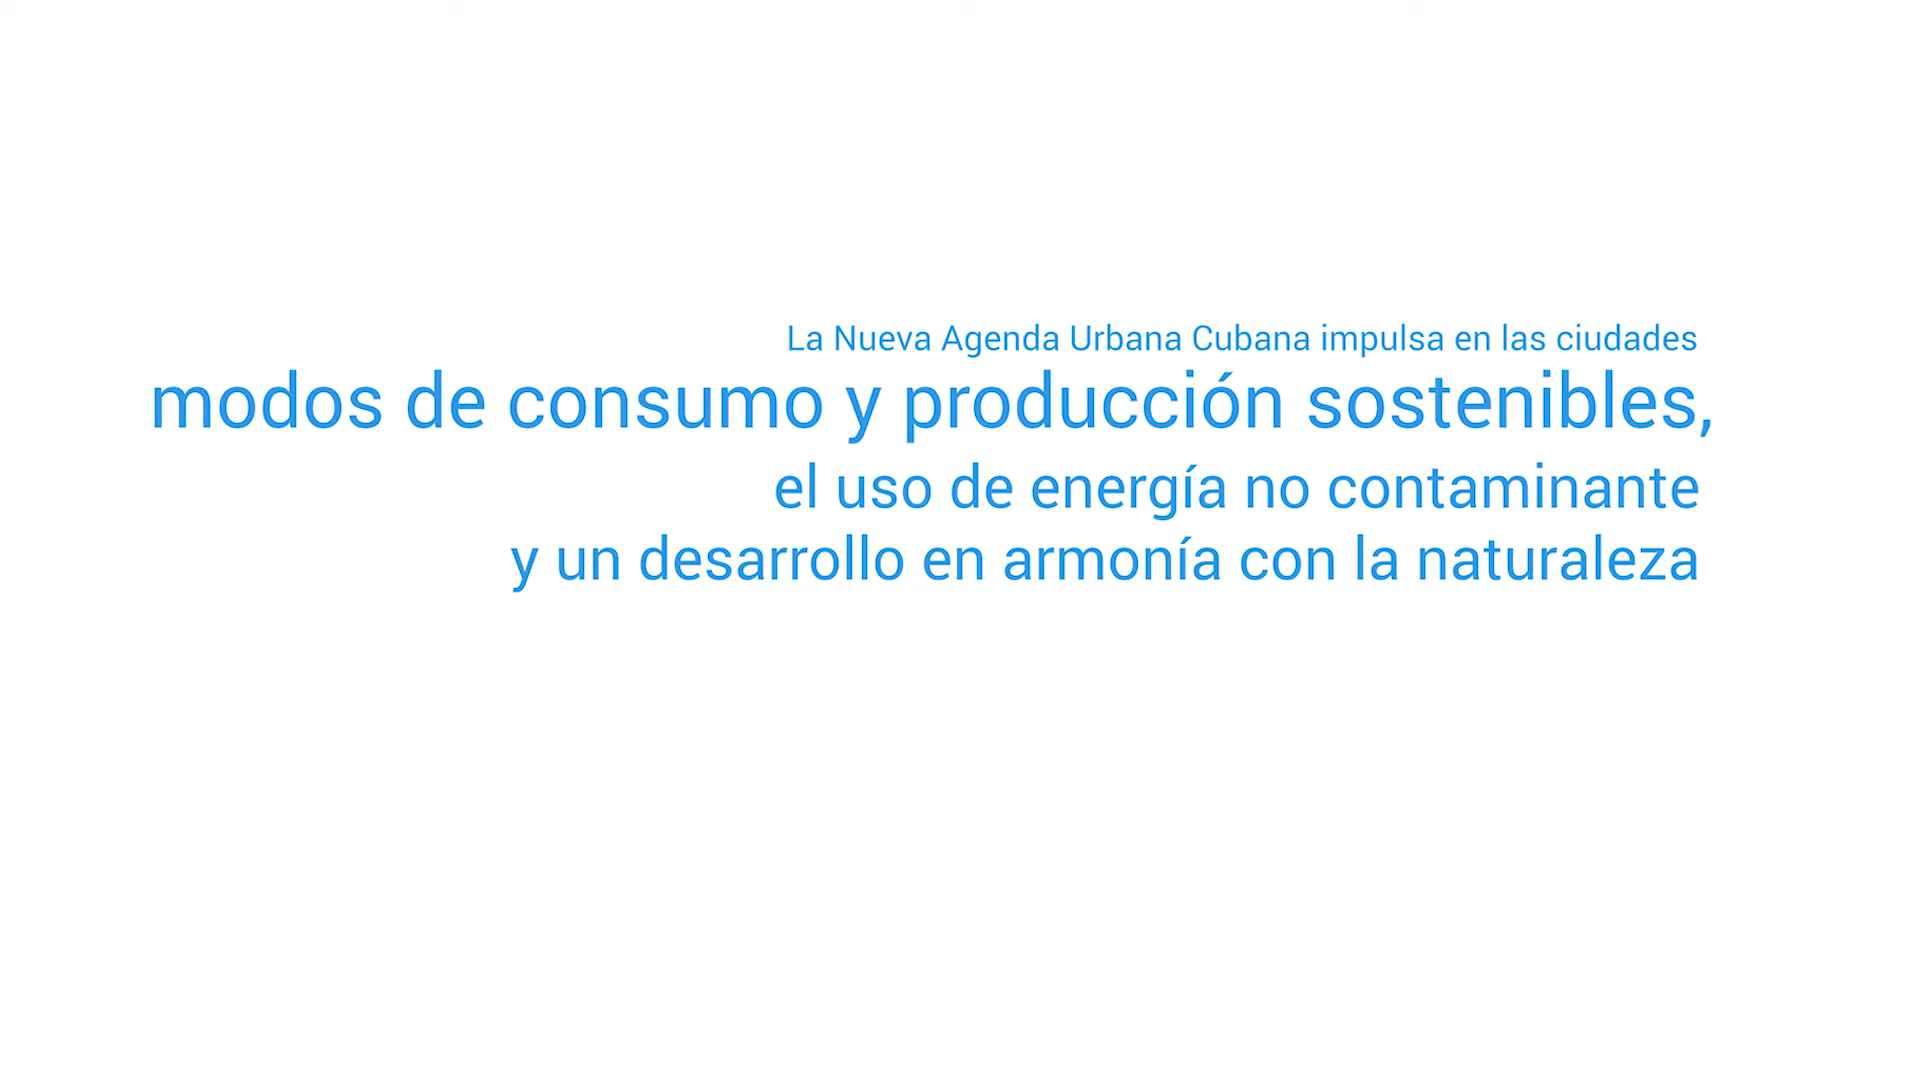 La Nueva Agenda Urbana Cubana impulsa en las ciudades
modos de consumo y producción sostenibles,
el uso de energía no contaminante
y un desarrollo en armonía con la naturaleza